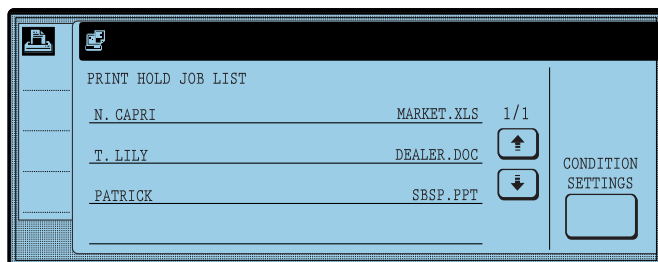 PRINT HOLD JOB LIST
N. CAPRI MARKET.XLS 1/1
T. LILY DEALER.DOC
PATRICK SBSP.PPT
CONDITION
SETTINGS